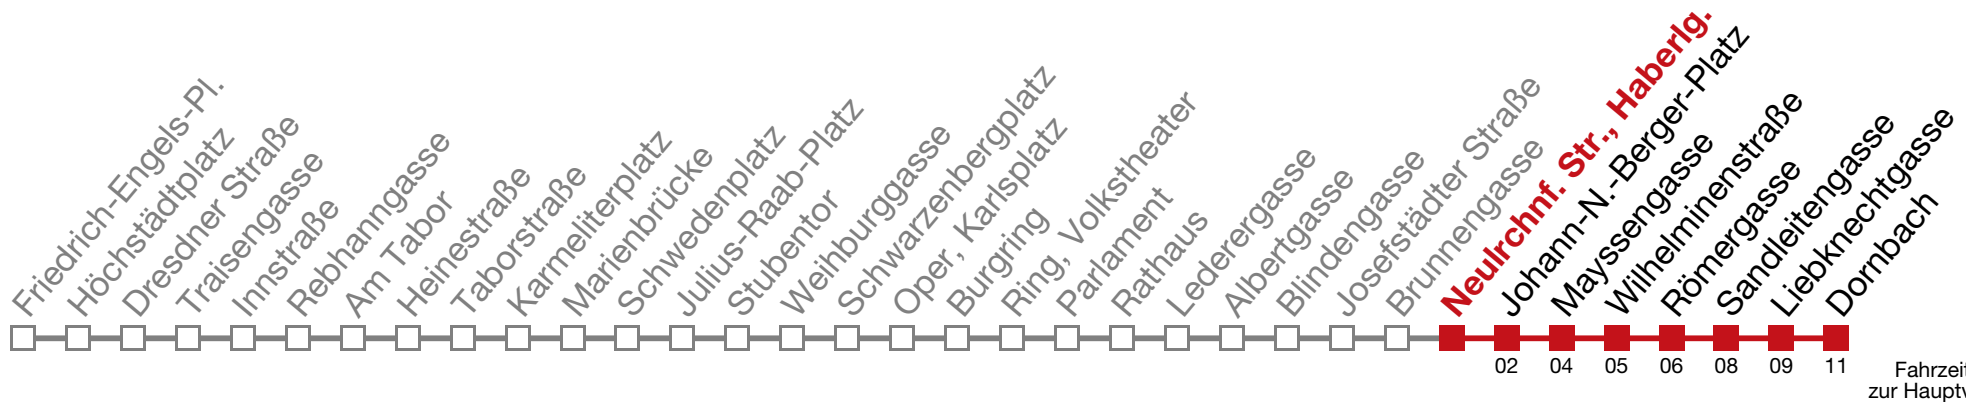 Friedrich-Engels-Pl.
Höchstädtplatz
Dresdner Straße
Traisengasse
Innstraße
Rebhanngasse
Am Tabor
Heinestraße
Taborstraße
Karmeliterplatz
Marienbrücke
Schwedenplatz
Julius-Raab-Platz
Stubentor
Weihburggasse
Schwarzenbergplatz
Oper, Karlsplatz
Burgring
Ring, Volkstheater
Parlament
Rathaus
Lederergasse
Albertgasse
Blindengasse
Josefstädter Straße
Brunnengasse
Neulrchnf. Str., Haberlg.
Johann-N.-Berger-Platz
Mayssengasse
Wilhelminenstraße
Römergasse
Sandleitengasse
Liebknechtgasse
Dornbach
02 04 05 06 08 09 11
Fahrzeit
zur Hauptv